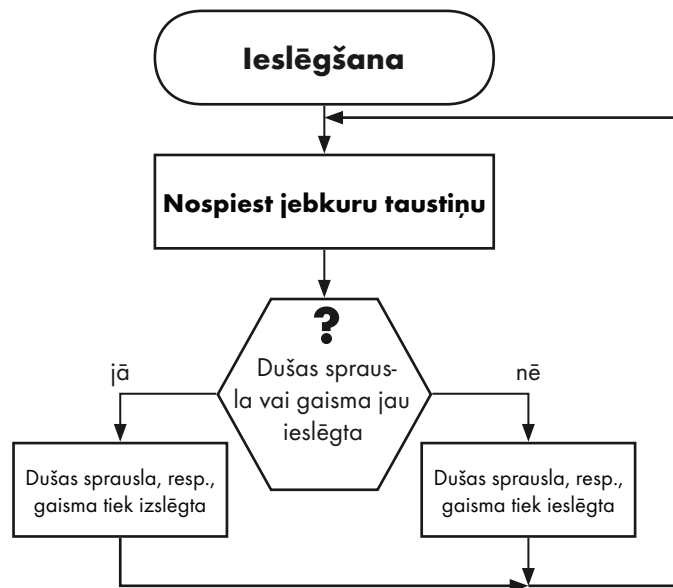 Ieslēgšana
Nospiest jebkuru taustiņu
?
Dušas spraus-
la vai gaisma jau
ieslēgta
jā
nē
Dušas sprausla, resp.,
gaisma tiek izslēgta
Dušas sprausla, resp.,
gaisma tiek ieslēgta